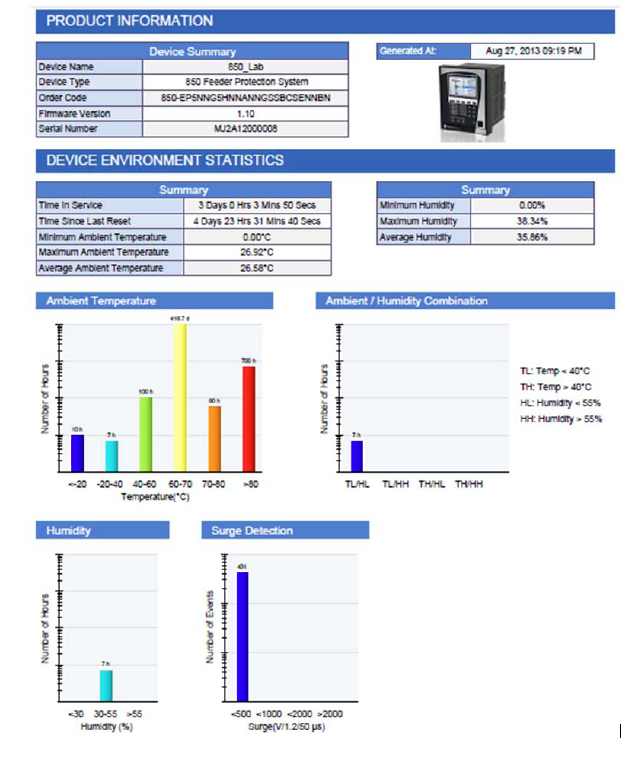 PRODUCT INFORMATION
Device Summary
Device Name 850_Lab
Device Type 850 Feeder Protection System
Order Code 850-EP5NNG5HNNANNGSSBCSENNBN
Firmware Version 1.10
Serial Number MJ2A12000008
Generated At: Aug 27, 2013 09:19 PM
DEVICE ENVIRONMENT STATISTICS
Summary
Time In Service 3 Days 0 Hrs 3 Mins 50 Secs
Time Since Last Reset 4 Days 23 Hrs 31 Mins 40 Secs
Minimum Ambient Temperature 0.00°C
Maximum Ambient Temperature 26.92°C
Average Ambient Temperature 26.58°C
Summary
Minimum Humidity 0.00%
Maximum Humidity 38.34%
Average Humidity 35.86%
Ambient Temperature
Number of Hours
10 h
7 h
100 h
60 h
700 h
<-20 -20-40 40-60 60-70 70-80 >80
Temperature(°C)
Ambient / Humidity Combination
Number of Hours
7 h
TL/HL TL/HH TH/HL TH/HH
TL: Temp < 40°C
TH: Temp > 40°C
HL: Humidity < 55%
HH: Humidity > 55%
Humidity
Number of Hours
7 h
<30 30-55 >55
Humidity (%)
Surge Detection
Number of Events
<500 <1000 <2000 >2000
Surge(V/1.2/50 µs)